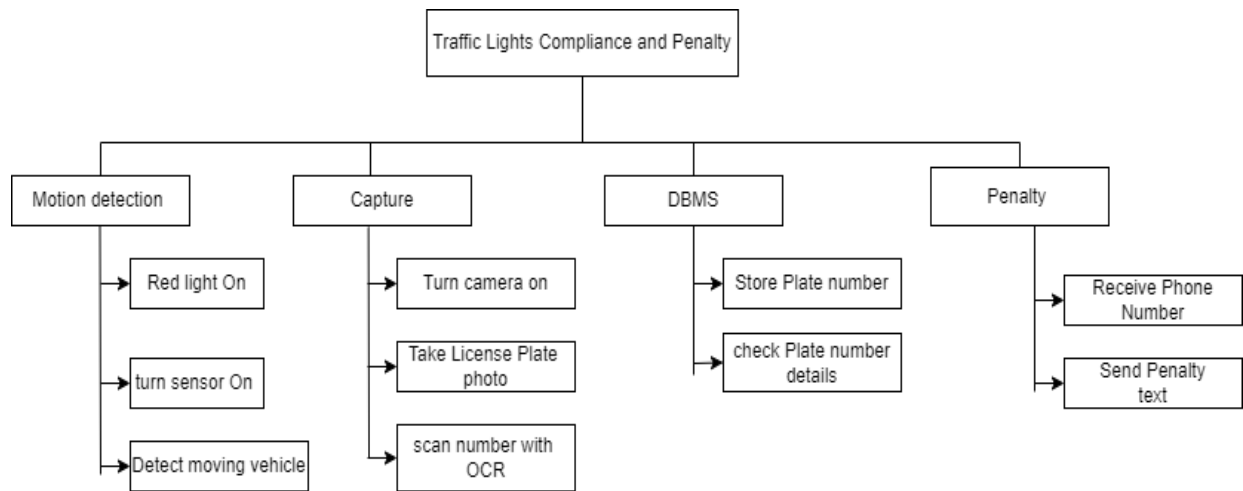 Traffic Lights Compliance and Penalty
Motion detection
Capture
DBMS
Penalty
Red light On
turn sensor On
Detect moving vehicle
Turn camera on
Take License Plate
photo
scan number with
OCR
Store Plate number
check Plate number
details
Receive Phone
Number
Send Penalty
text